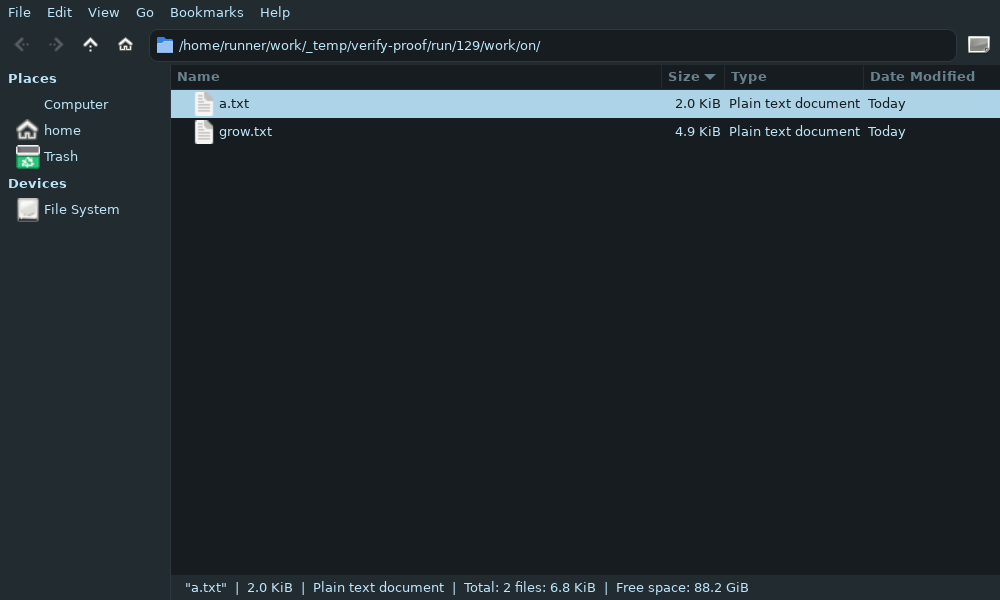 File Edit View Go Bookmarks Help
/home/runner/work/_temp/verify-proof/run/129/work/on/
Places
Computer
home
Trash
Devices
File System
Name Size Type Date Modified
a.txt 2.0 KiB Plain text document Today
grow.txt 4.9 KiB Plain text document Today
"a.txt" | 2.0 KiB | Plain text document | Total: 2 files: 6.8 KiB | Free space: 88.2 GiB